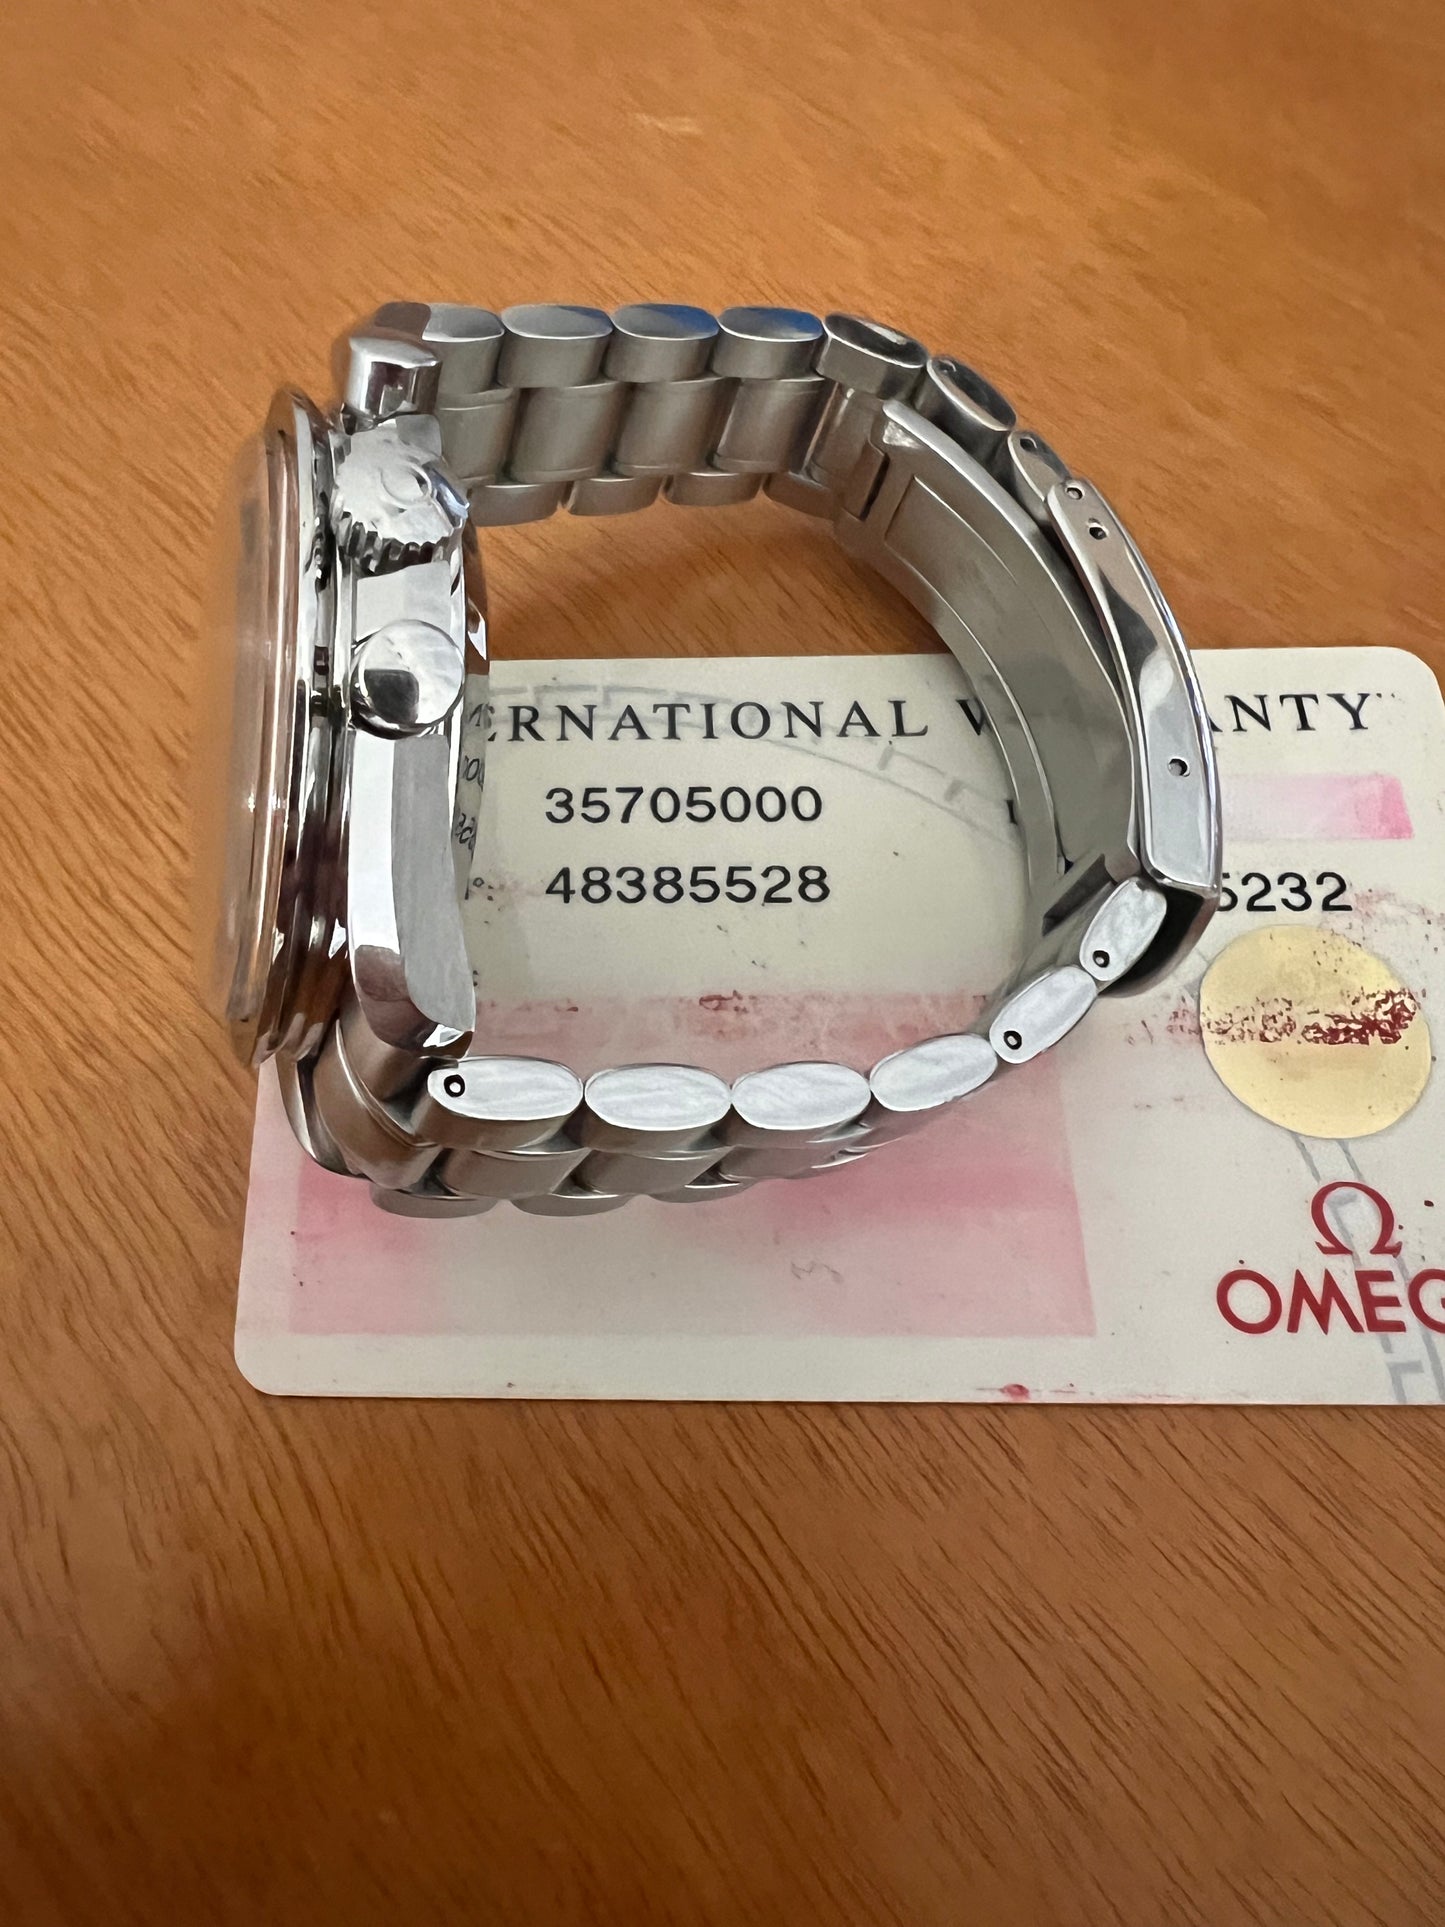 ERNATIONAL W ANTY"
35705000
48385528 5232
Ω
OMEG